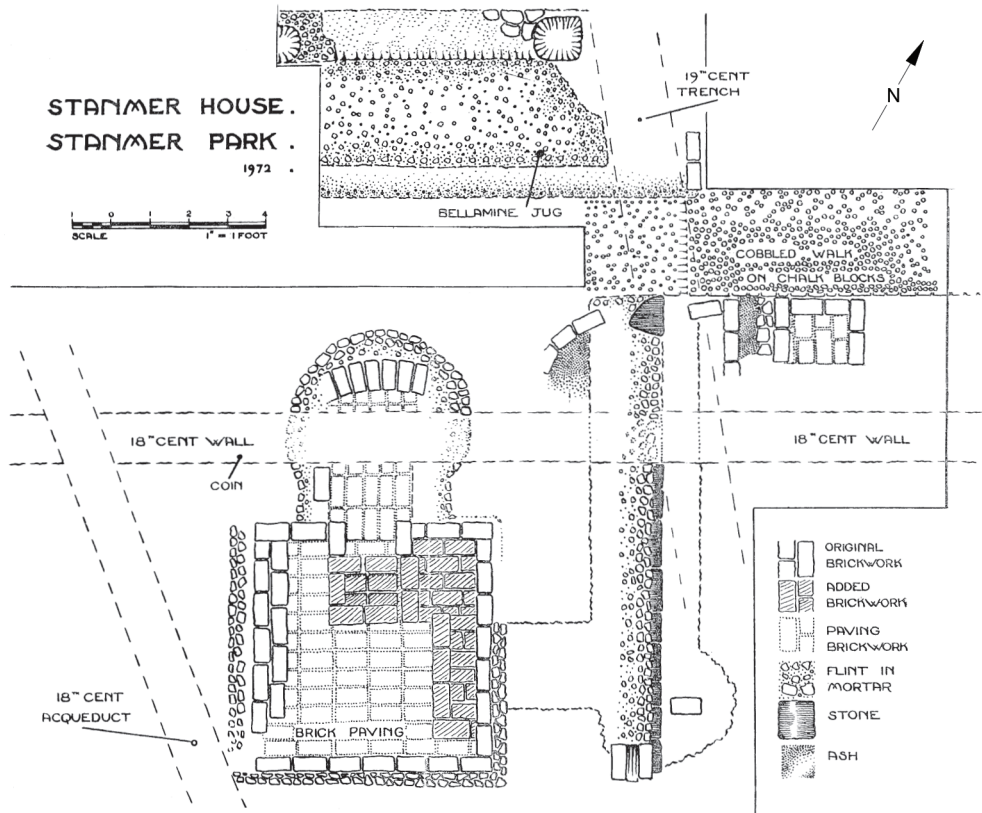 STANMER HOUSE.
STANMER PARK .
1972 .
0 1 2 3 4
SCALE 1" = 1 FOOT
19TH CENT
TRENCH
N
BELLAMINE JUG
COBBLED WALK
ON CHALK BLOCKS
18TH CENT WALL
COIN
18TH CENT WALL
18TH CENT
ACQUEDUCT
BRICK PAVING
ORIGINAL
BRICKWORK
ADDED
BRICKWORK
PAVING
BRICKWORK
FLINT IN
MORTAR
STONE
ASH